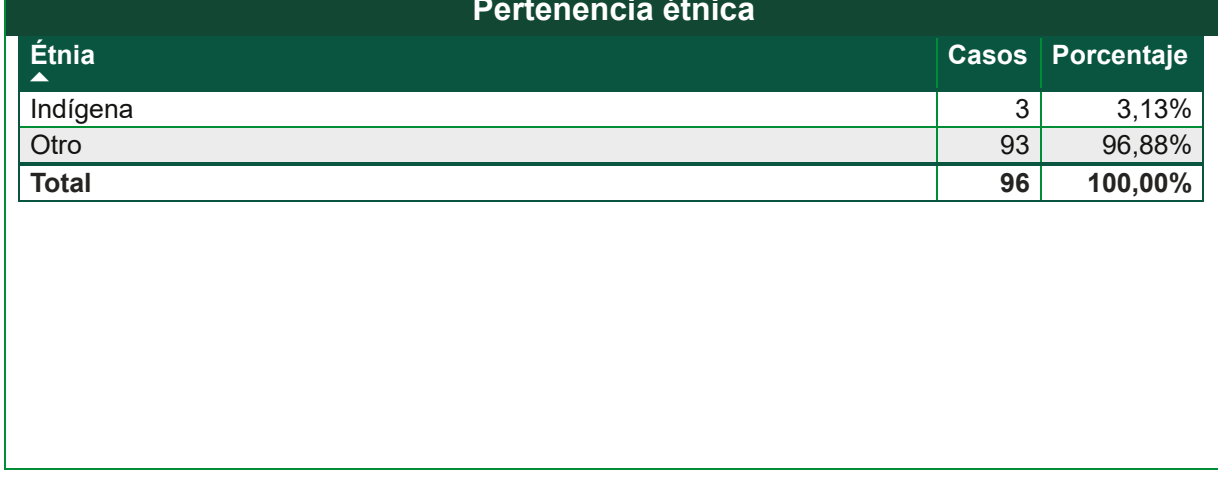 Pertenencia étnica
Étnia Casos Porcentaje
Indígena 3 3,13%
Otro 93 96,88%
Total 96 100,00%